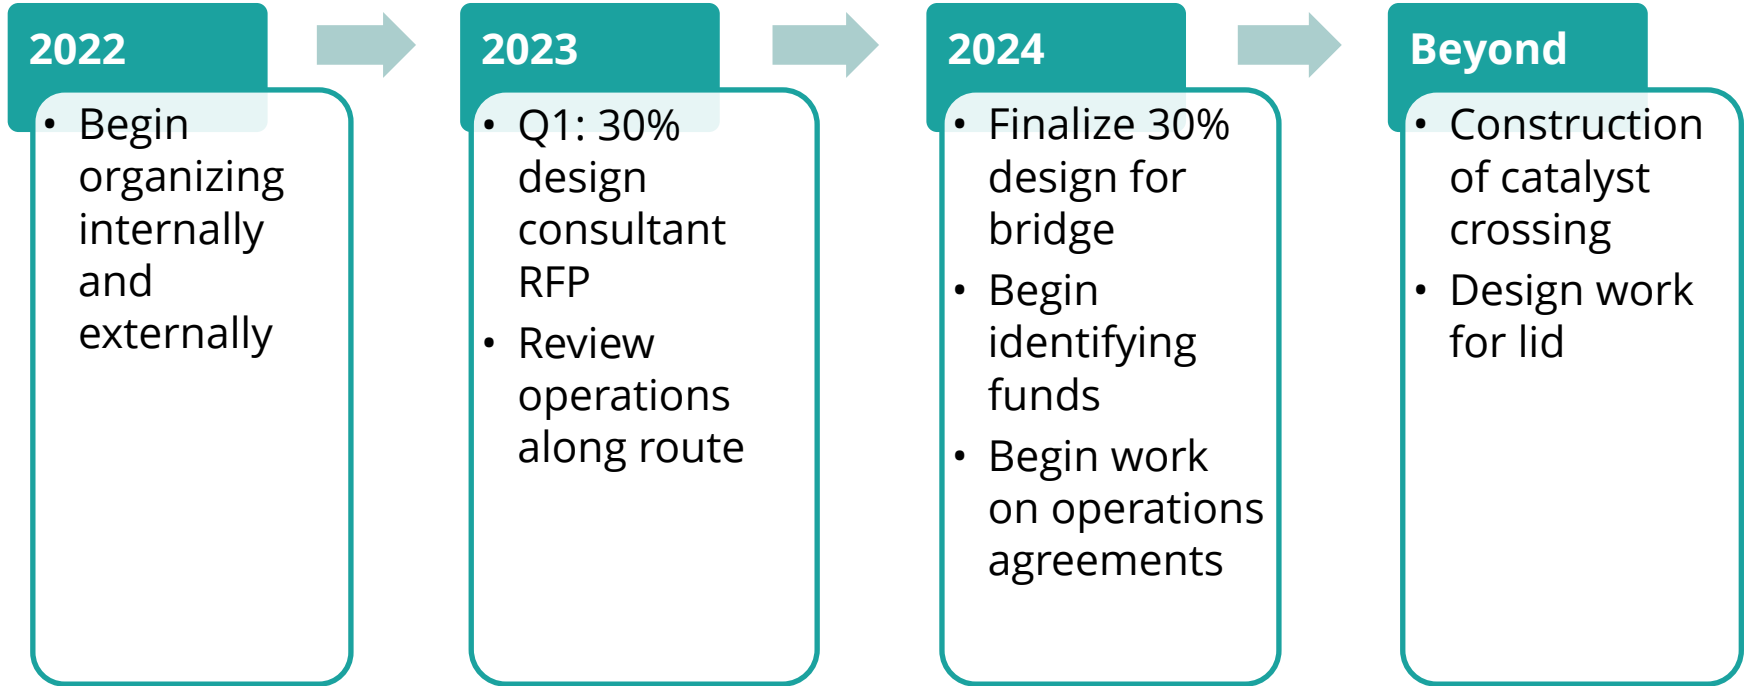 2022
• Begin
organizing
internally
and
externally
2023
• Q1: 30%
design
consultant
RFP
• Review
operations
along route
2024
• Finalize 30%
design for
bridge
• Begin
identifying
funds
• Begin work
on operations
agreements
Beyond
• Construction
of catalyst
crossing
• Design work
for lid